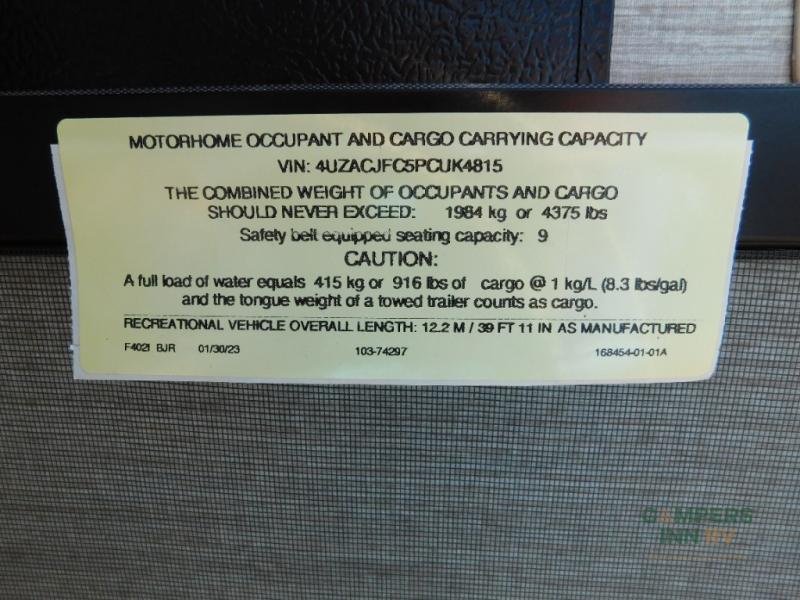 MOTORHOME OCCUPANT AND CARGO CARRYING CAPACITY
VIN: 4UZACJFC5PCUK4815
THE COMBINED WEIGHT OF OCCUPANTS AND CARGO
SHOULD NEVER EXCEED: 1984 kg or 4375 lbs
Safety belt equipped seating capacity: 9
CAUTION:
A full load of water equals 415 kg or 916 lbs of cargo @ 1 kg/L (8.3 lbs/gal)
and the tongue weight of a towed trailer counts as cargo.
RECREATIONAL VEHICLE OVERALL LENGTH: 12.2 M / 39 FT 11 IN AS MANUFACTURED
F402I BJR 01/30/23 103-74297 168454-01-01A
CAMPERS
INN RV